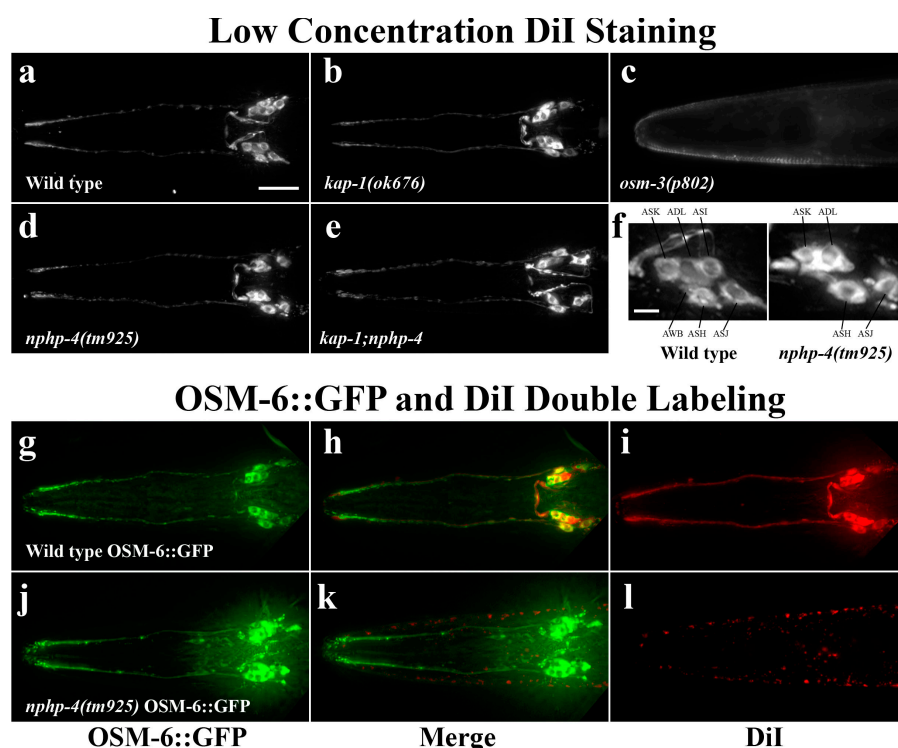 Low Concentration DiI Staining
a
Wild type
b
kap-1(ok676)
c
osm-3(p802)
d
nphp-4(tm925)
e
kap-1;nphp-4
f
ASK ADL ASI
AWB ASH ASJ
Wild type
ASK ADL
ASH ASJ
nphp-4(tm925)
OSM-6::GFP and DiI Double Labeling
g
Wild type OSM-6::GFP
h
i
j
nphp-4(tm925) OSM-6::GFP
k
l
OSM-6::GFP
Merge
DiI